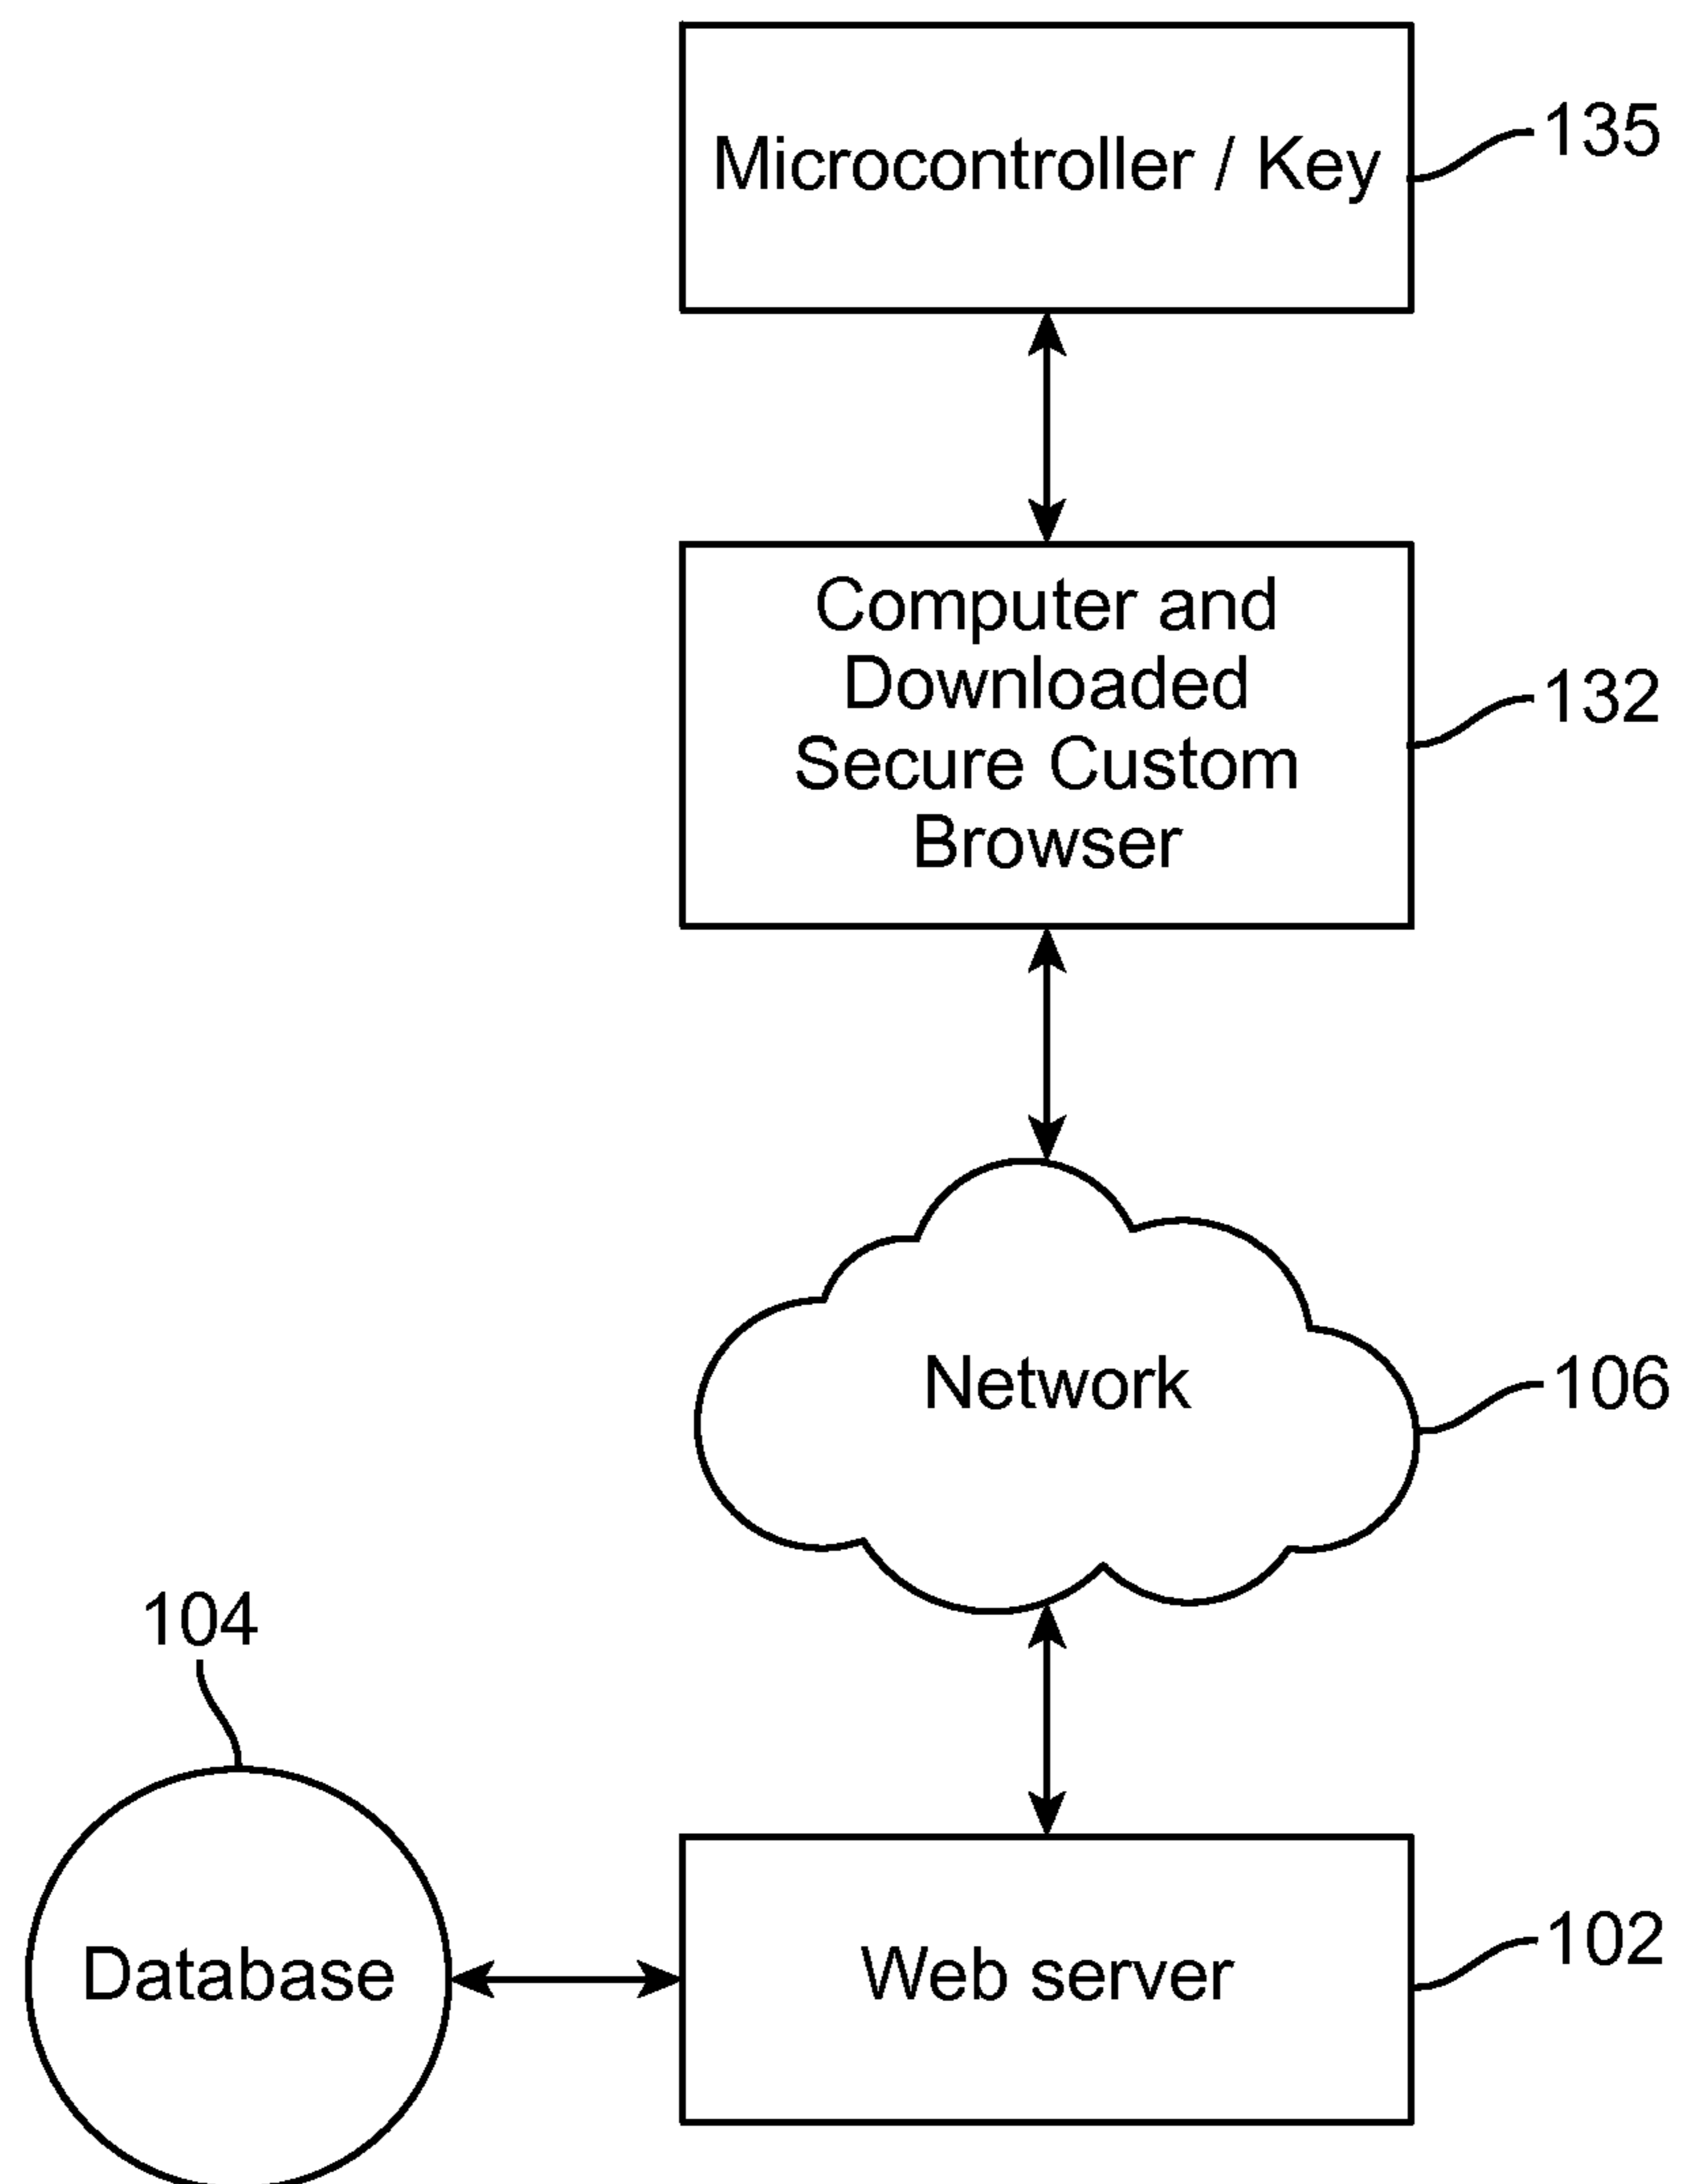 Microcontroller / Key
135
Computer and
Downloaded
Secure Custom
Browser
132
Network
106
104
Database
Web server
102